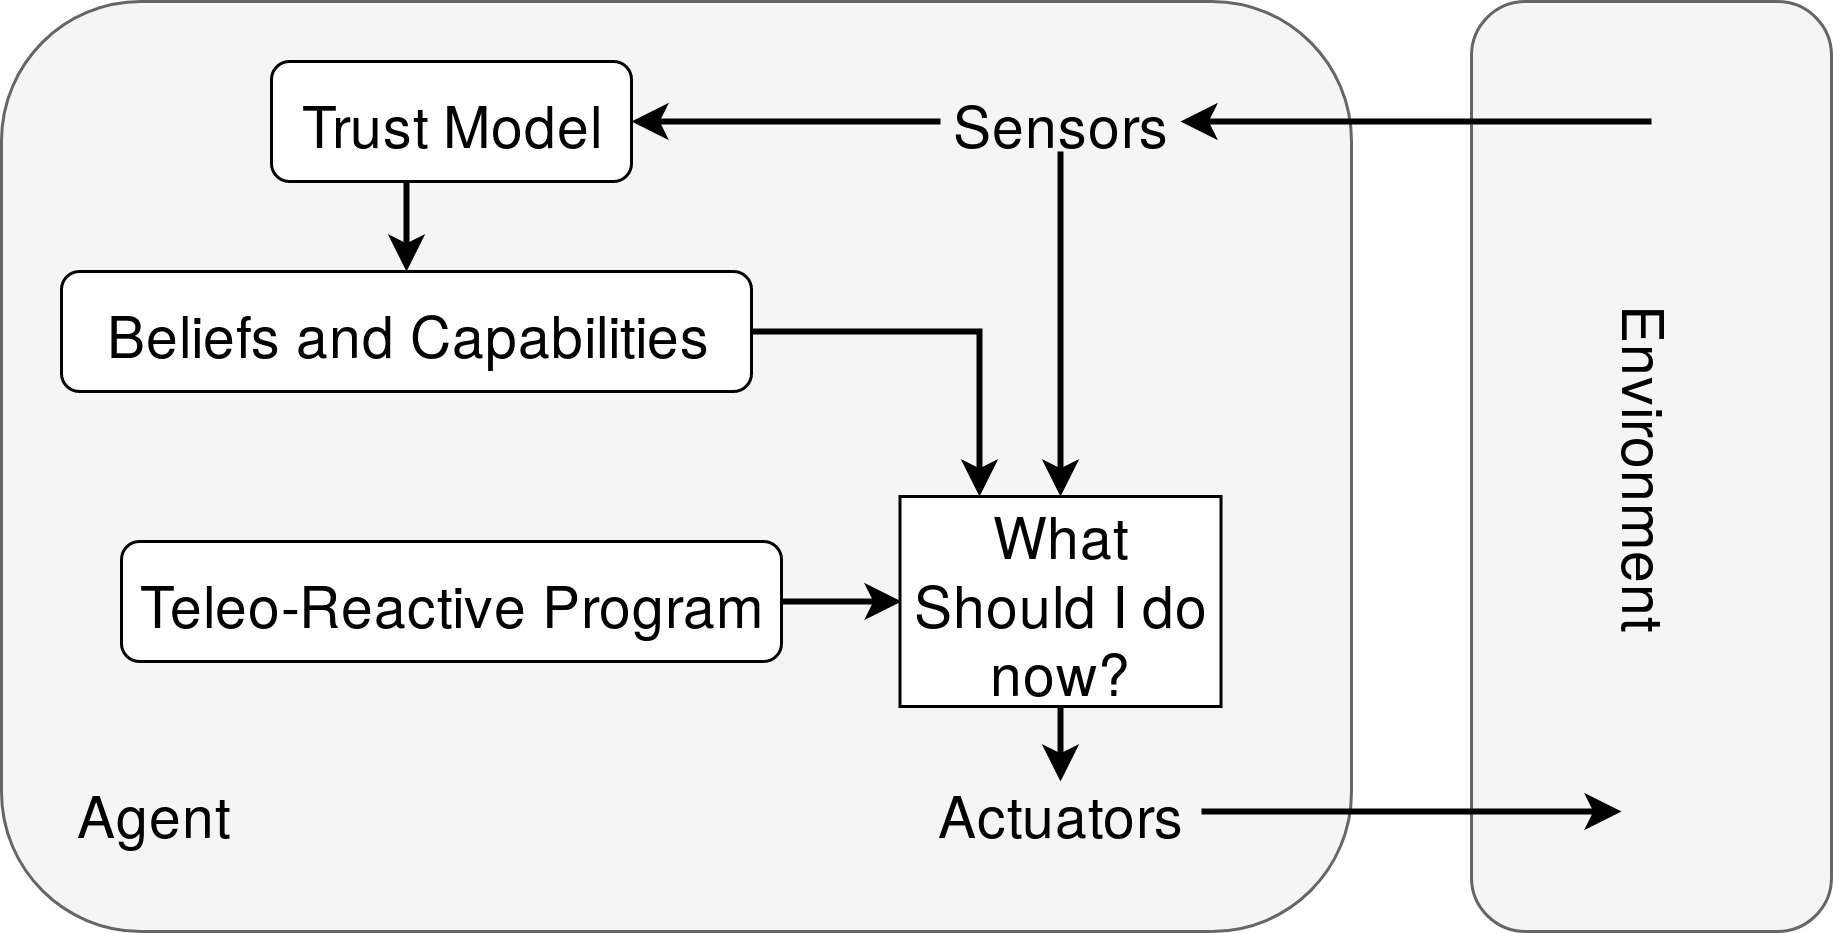 Trust Model
Sensors
Beliefs and Capabilities
Environment
Teleo-Reactive Program
What
Should I do
now?
Agent
Actuators